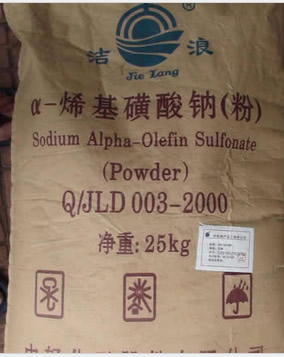 洁 浪
Jie Lang
α-烯基磺酸钠(粉)
Sodium Alpha-Olefin Sulfonate
(Powder)
Q/JLD 003-2000
净重: 25kg